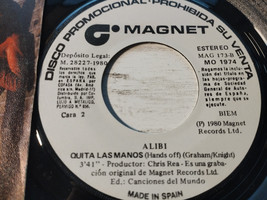 DISCO PROMOCIONAL·PROHIBIDA SU VENTA
MAGNET
Depósito Legal:
M. 28227-1980
ESTEREO
MAG 173-B
MO 1974
Cara 2
BIEM
℗ 1980 Magnet
Records Ltd.
ALIBI
QUITA LAS MANOS (Hands off) (Graham/Knight)
3'41" - Productor: Chris Rea - Es una graba-
ción original de Magnet Records Ltd.
Ed.: Canciones del Mundo
MADE IN SPAIN